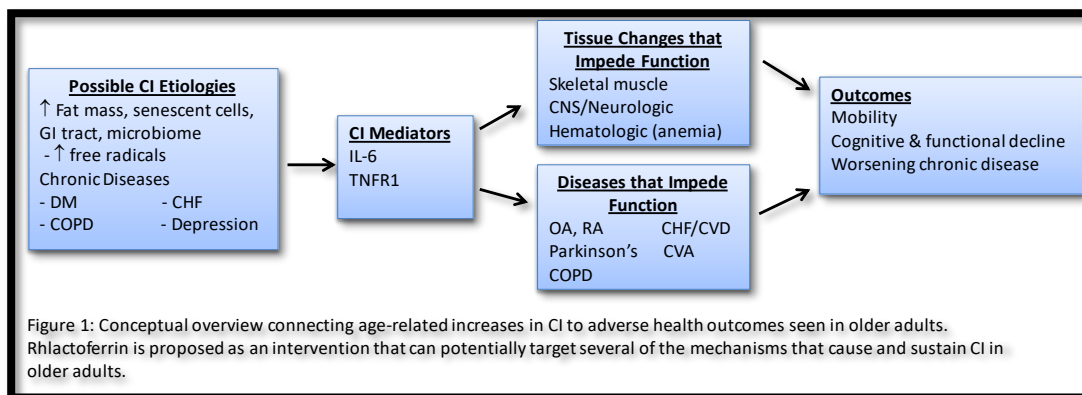 Possible CI Etiologies
↑ Fat mass, senescent cells,
GI tract, microbiome
- ↑ free radicals
Chronic Diseases
- DM - CHF
- COPD - Depression
CI Mediators
IL-6
TNFR1
Tissue Changes that
Impede Function
Skeletal muscle
CNS/Neurologic
Hematologic (anemia)
Diseases that Impede
Function
OA, RA CHF/CVD
Parkinson's CVA
COPD
Outcomes
Mobility
Cognitive & functional decline
Worsening chronic disease
Figure 1: Conceptual overview connecting age-related increases in CI to adverse health outcomes seen in older adults.
Rhlactoferrin is proposed as an intervention that can potentially target several of the mechanisms that cause and sustain CI in
older adults.